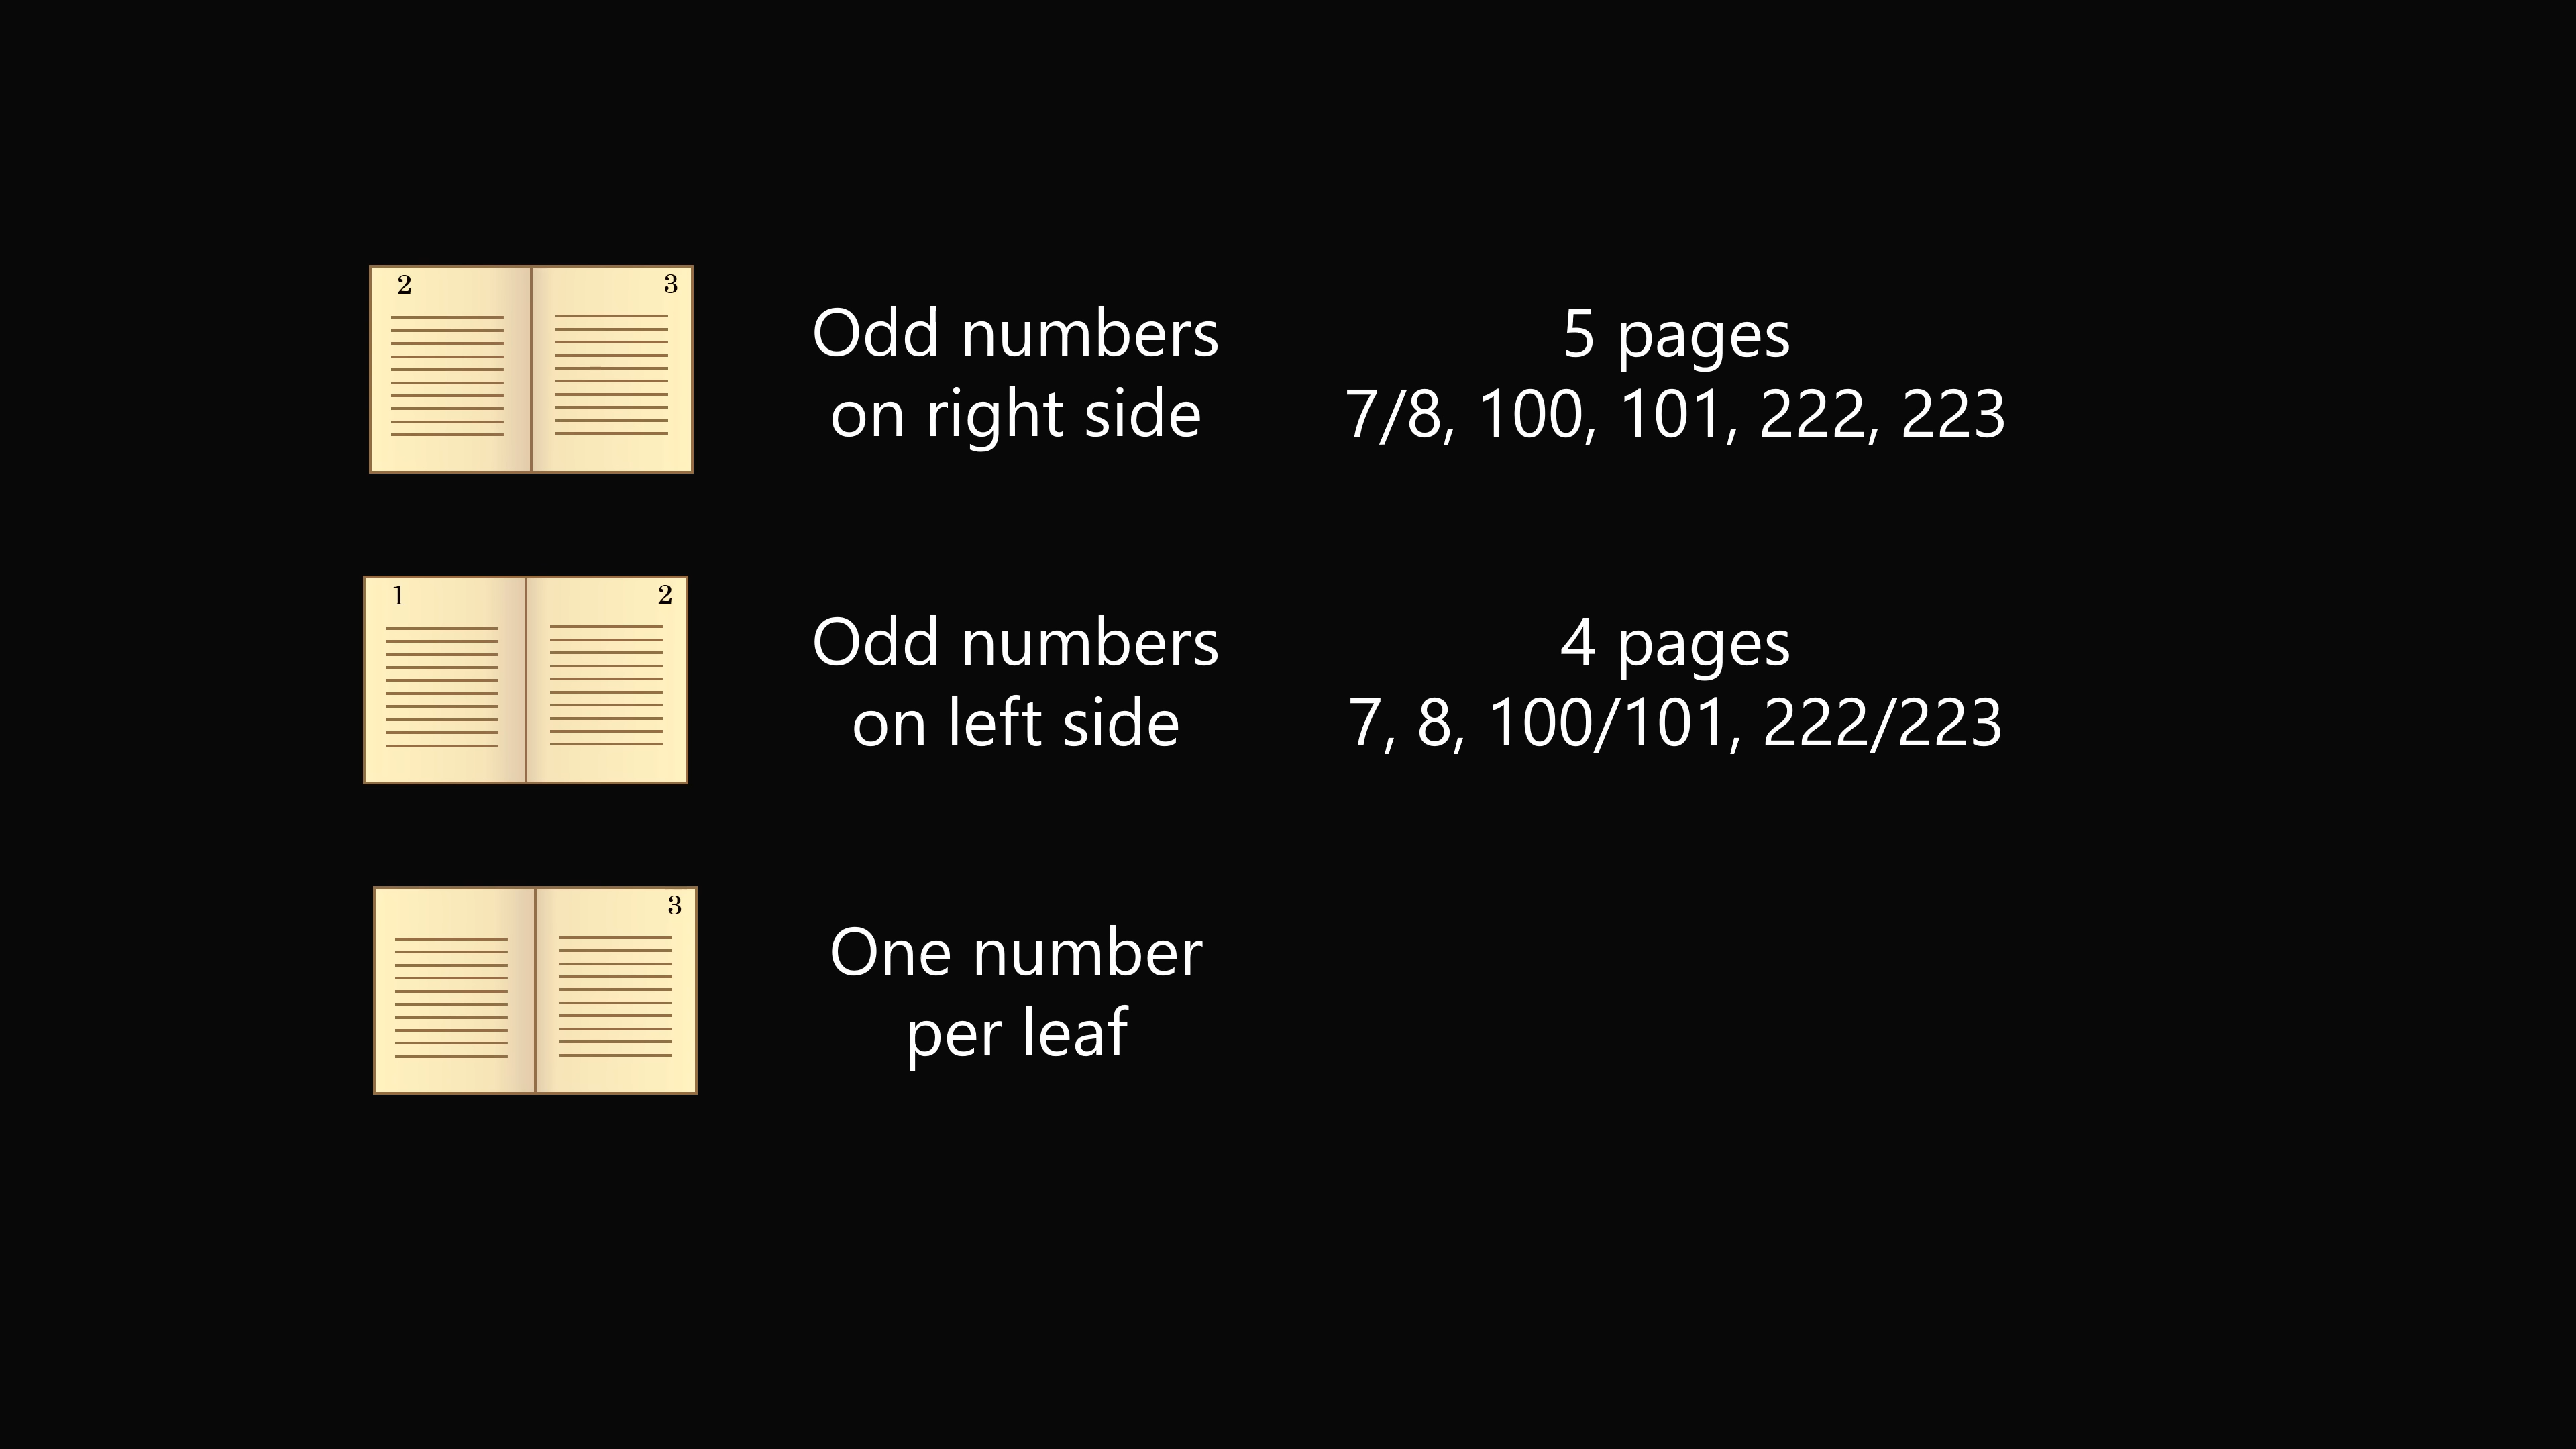 2 3
Odd numbers
on right side
5 pages
7/8, 100, 101, 222, 223
1 2
Odd numbers
on left side
4 pages
7, 8, 100/101, 222/223
3
One number
per leaf